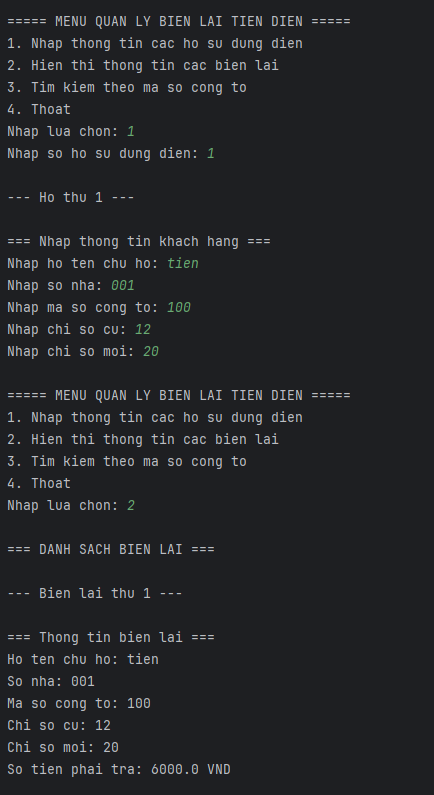 ===== MENU QUAN LY BIEN LAI TIEN DIEN =====
1. Nhap thong tin cac ho su dung dien
2. Hien thi thong tin cac bien lai
3. Tim kiem theo ma so cong to
4. Thoat
Nhap lua chon: 1
Nhap so ho su dung dien: 1
--- Ho thu 1 ---
=== Nhap thong tin khach hang ===
Nhap ho ten chu ho: tien
Nhap so nha: 001
Nhap ma so cong to: 100
Nhap chi so cu: 12
Nhap chi so moi: 20
===== MENU QUAN LY BIEN LAI TIEN DIEN =====
1. Nhap thong tin cac ho su dung dien
2. Hien thi thong tin cac bien lai
3. Tim kiem theo ma so cong to
4. Thoat
Nhap lua chon: 2
=== DANH SACH BIEN LAI ===
--- Bien lai thu 1 ---
=== Thong tin bien lai ===
Ho ten chu ho: tien
So nha: 001
Ma so cong to: 100
Chi so cu: 12
Chi so moi: 20
So tien phai tra: 6000.0 VND